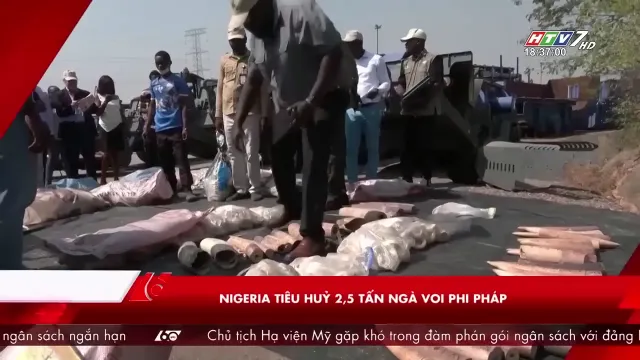 HTV7 HD
18:37:00
NIGERIA TIÊU HUỶ 2,5 TẤN NGÀ VOI PHI PHÁP
ngân sách ngắn hạn
60
Chủ tịch Hạ viện Mỹ gặp khó trong đàm phán gói ngân sách với đảng